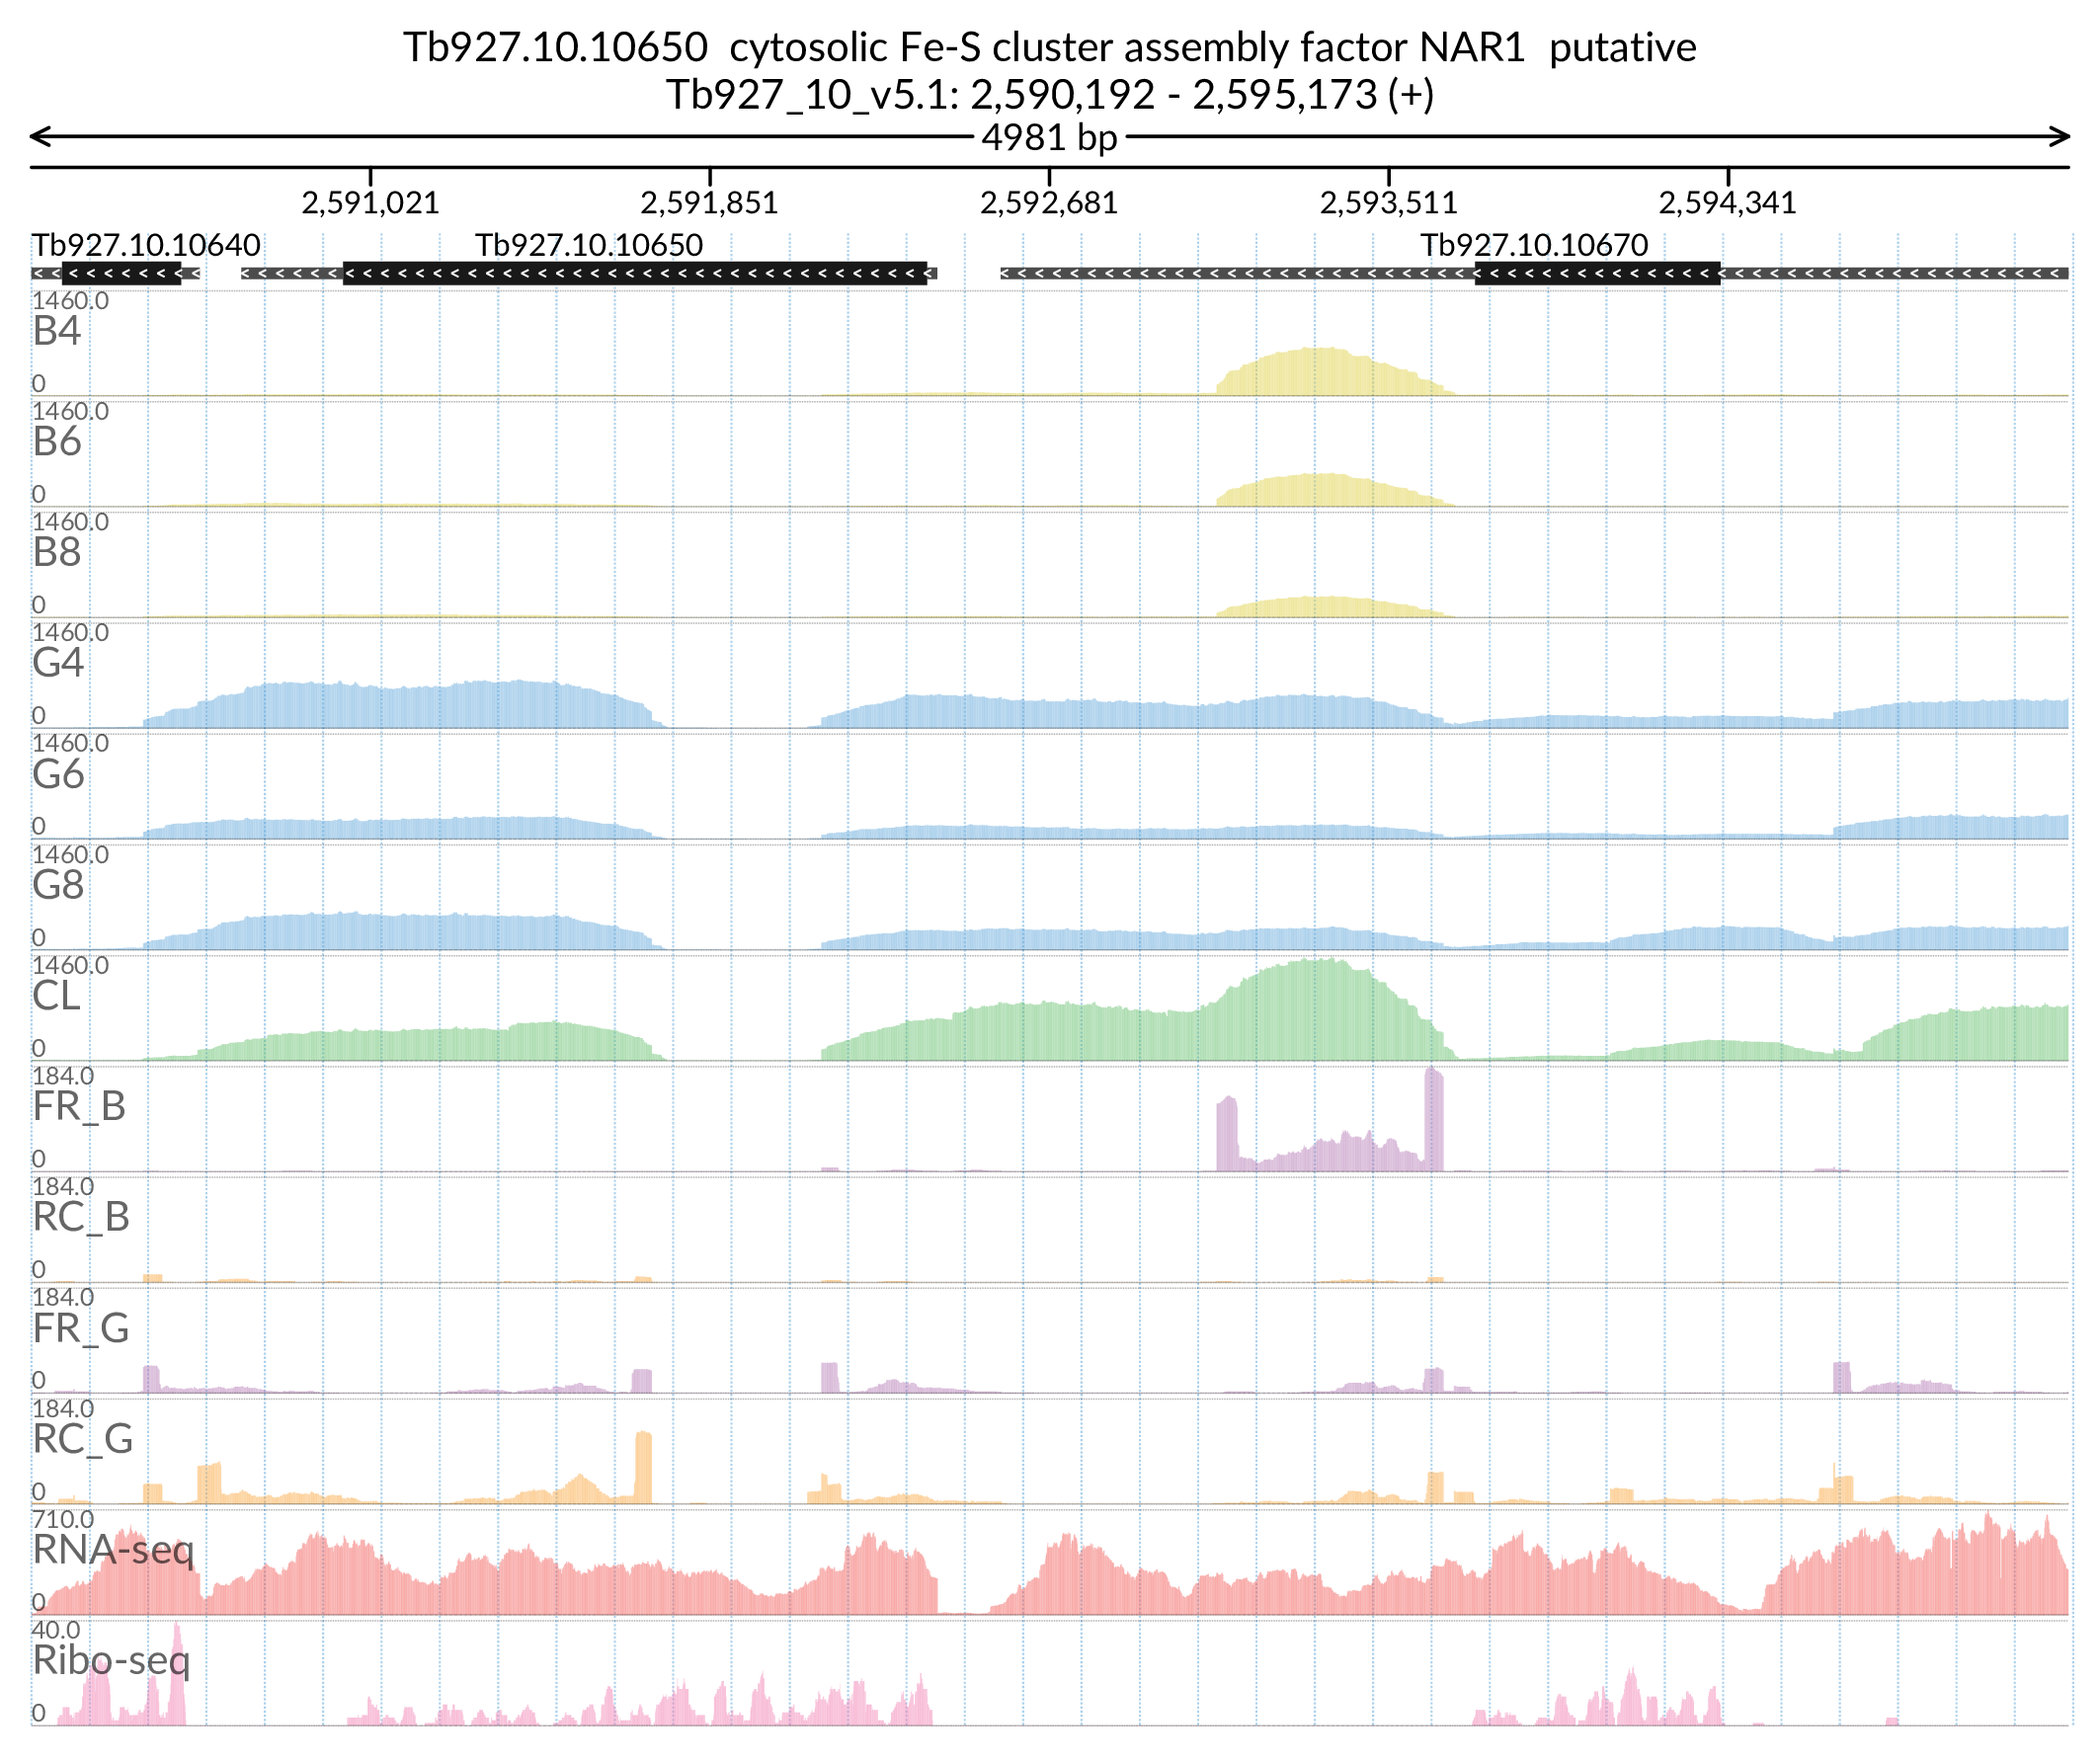 Tb927.10.10650  cytosolic Fe-S cluster assembly factor NAR1  putative
Tb927_10_v5.1: 2,590,192 - 2,595,173 (+)
4981 bp
2,591,021 2,591,851 2,592,681 2,593,511 2,594,341
Tb927.10.10640 Tb927.10.10650 Tb927.10.10670
1460.0
B4
0
1460.0
B6
0
1460.0
B8
0
1460.0
G4
0
1460.0
G6
0
1460.0
G8
0
1460.0
CL
0
184.0
FR_B
0
184.0
RC_B
0
184.0
FR_G
0
184.0
RC_G
0
710.0
RNA-seq
0
40.0
Ribo-seq
0